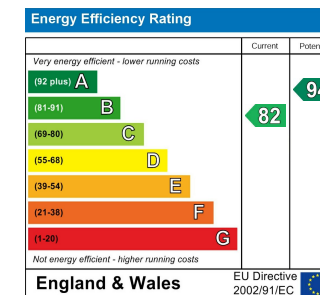 Energy Efficiency Rating
Current Poten
Very energy efficient - lower running costs
(92 plus) A
94
(81-91) B
82
(69-80) C
(55-68) D
(39-54) E
(21-38) F
(1-20) G
Not energy efficient - higher running costs
England & Wales
EU Directive
2002/91/EC